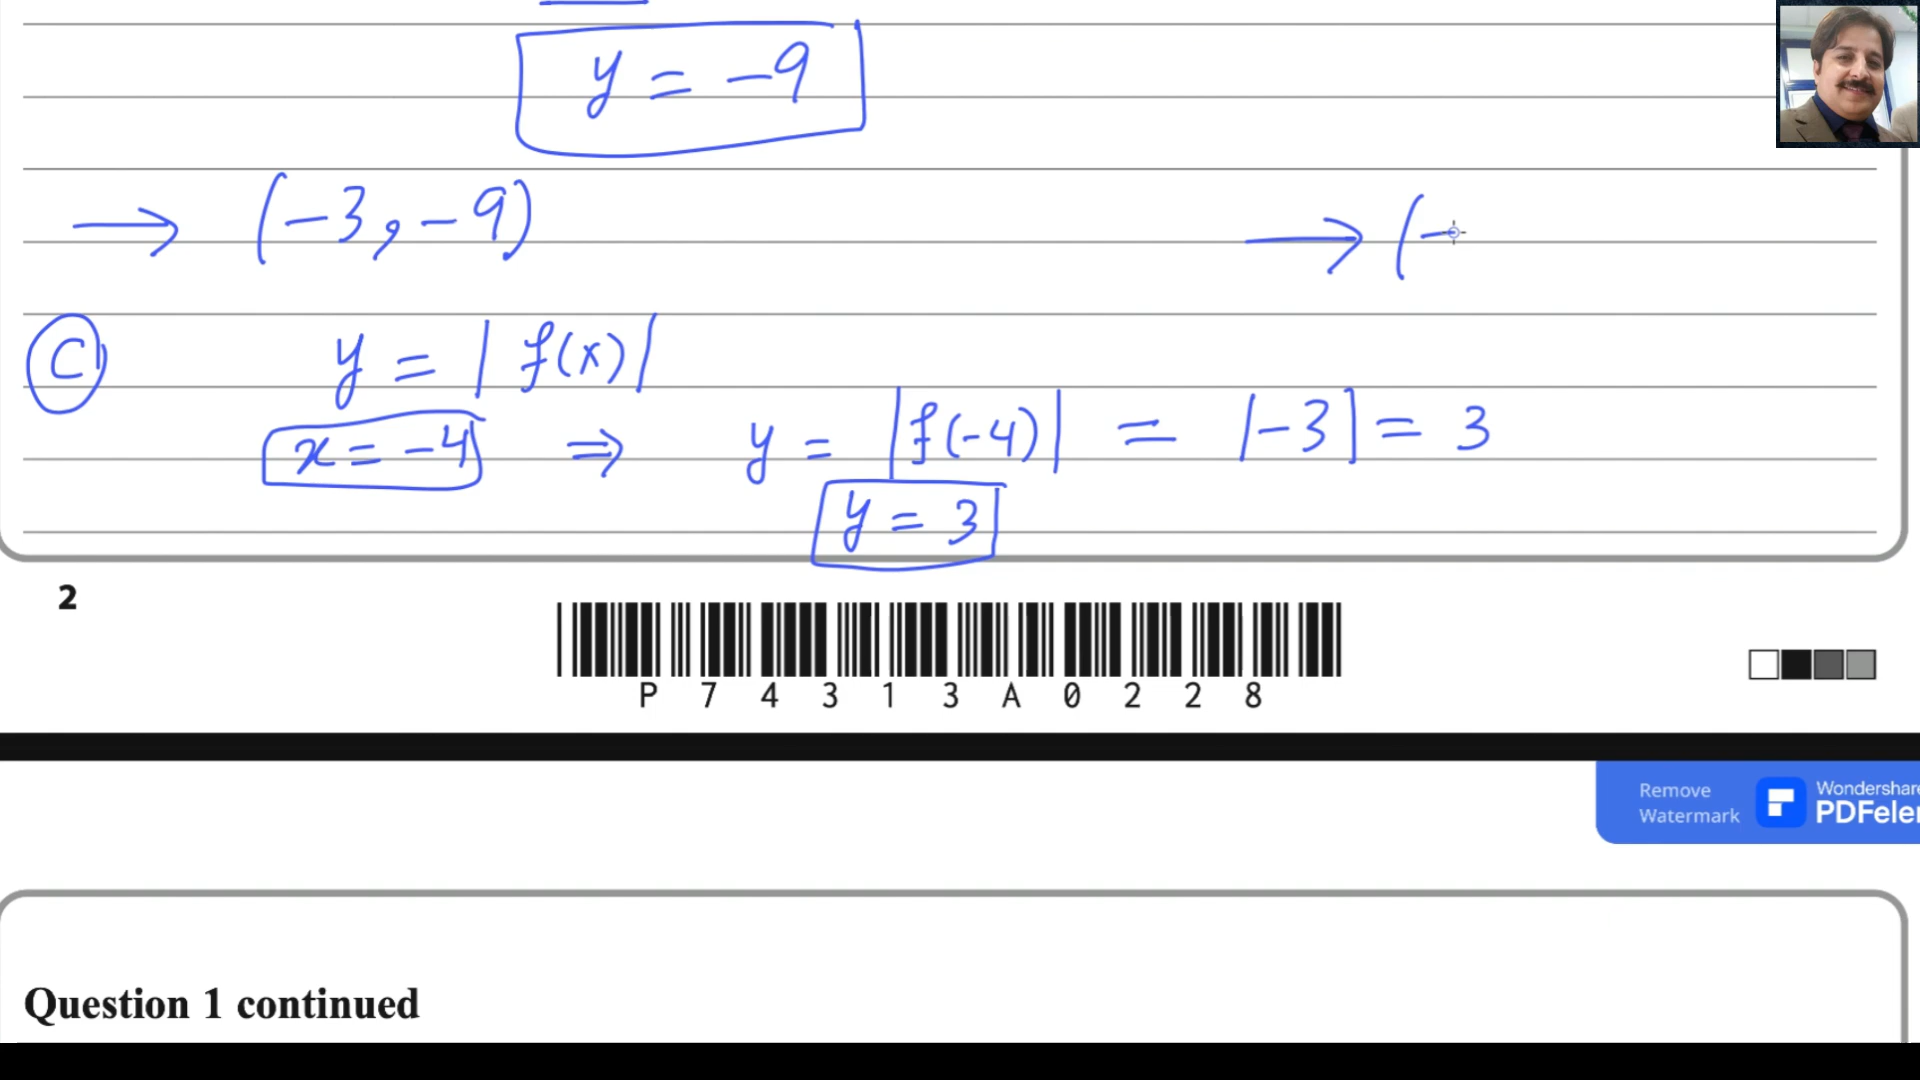 y = -9
→ (-3, -9) → (-
C y = |f(x)|
x = -4 ⇒ y = |f(-4)| = |-3| = 3
y = 3
2
P 7 4 3 1 3 A 0 2 2 8
Remove
Watermark
Wondershare
PDFele
Question 1 continued